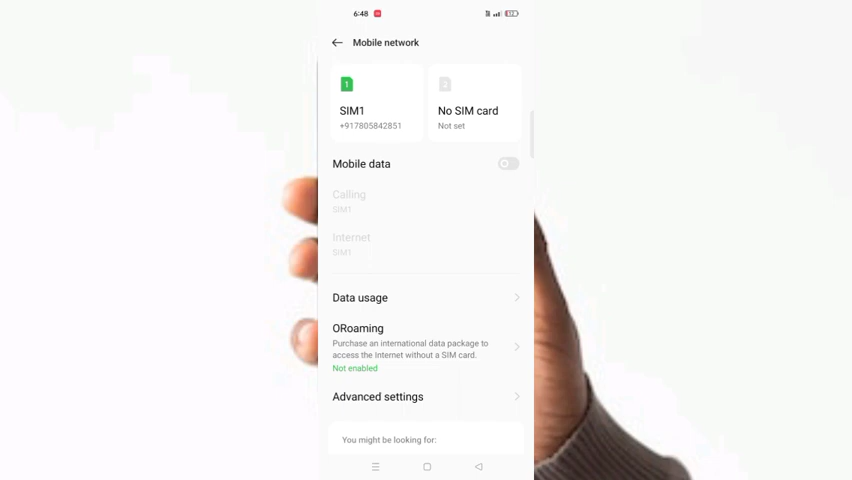 6:48
Mobile network
1
2
SIM1
No SIM card
+917805842851
Not set
Mobile data
Calling
SIM1
Internet
SIM1
Data usage
ORoaming
Purchase an international data package to
access the Internet without a SIM card.
Not enabled
Advanced settings
You might be looking for: